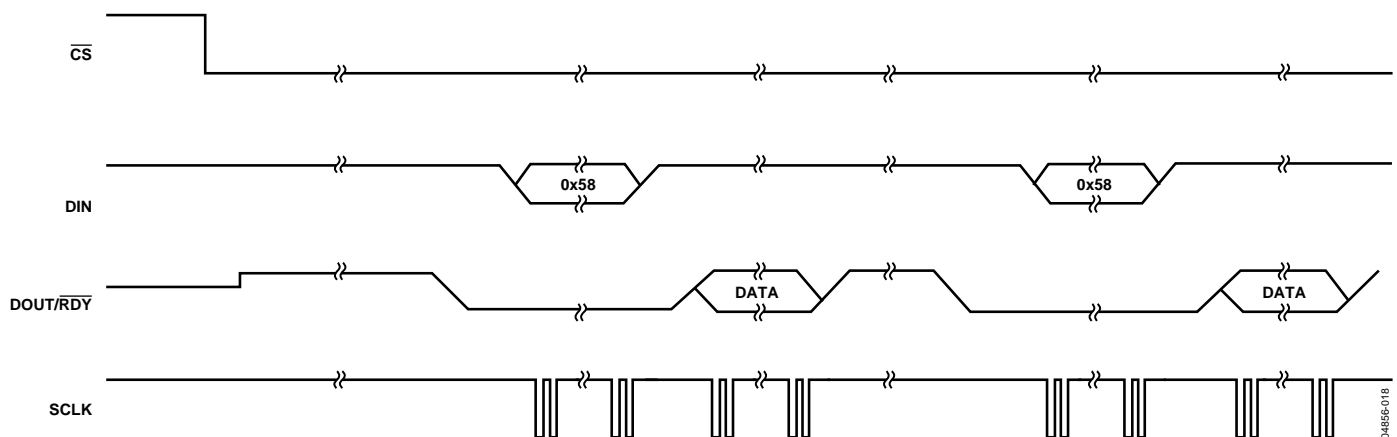 CS
DIN
0x58
0x58
DOUT/RDY
DATA
DATA
SCLK
04856-018